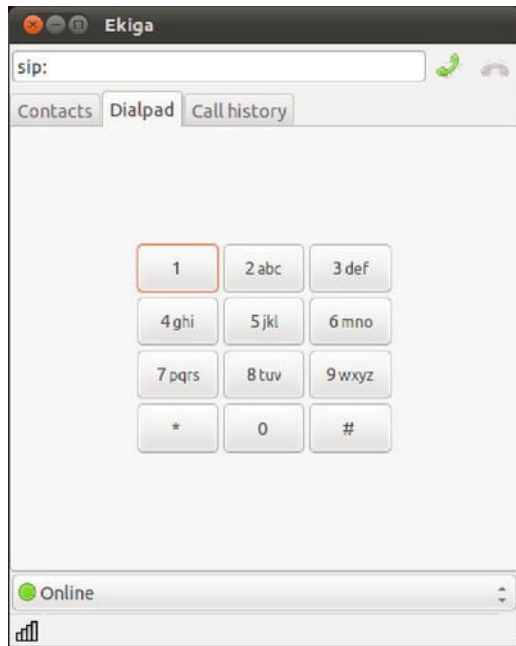 Ekiga
sip:
Contacts Dialpad Call history
1 2 abc 3 def
4 ghi 5 jkl 6 mno
7 pqrs 8 tuv 9 wxyz
* 0 #
Online